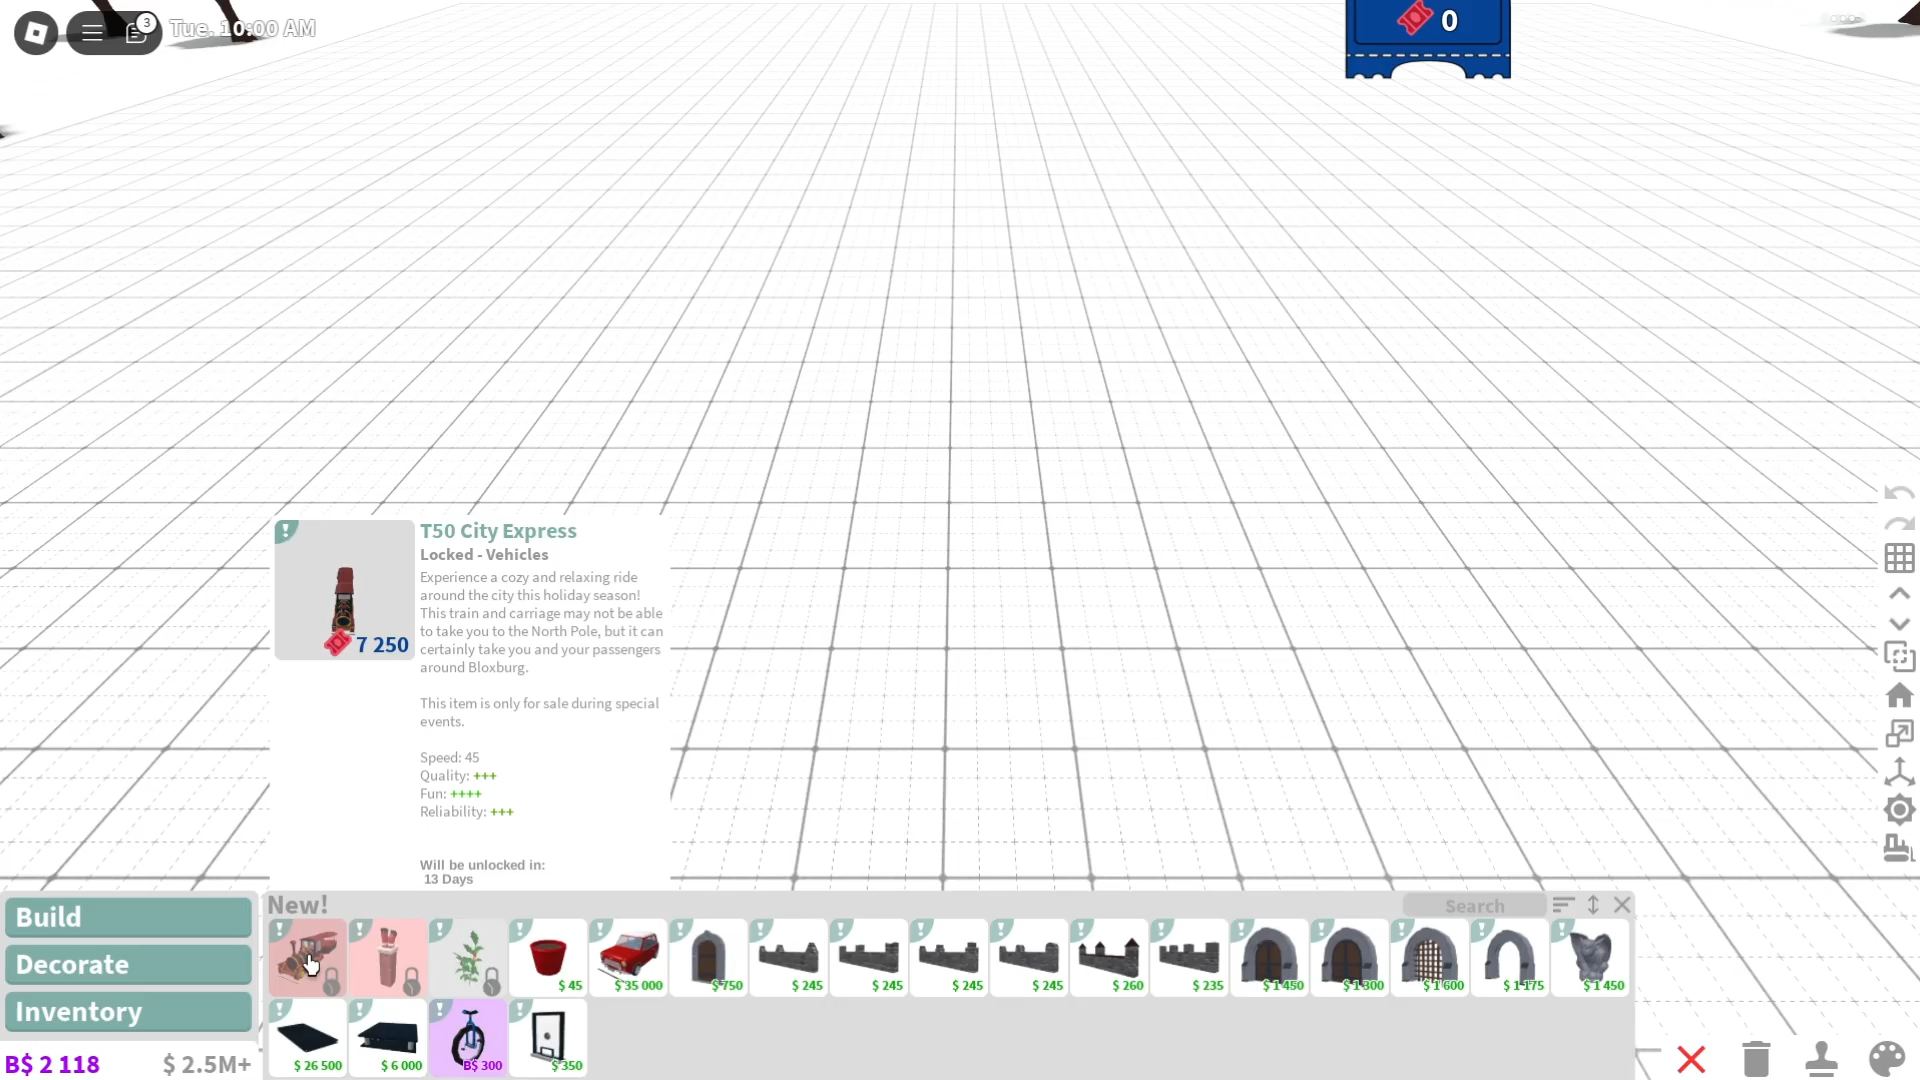 3
Tue. 10:00 AM
0
T50 City Express
Locked - Vehicles
7 250
Experience a cozy and relaxing ride
around the city this holiday season!
This train and carriage may not be able
to take you to the North Pole, but it can
certainly take you and your passengers
around Bloxburg.
This item is only for sale during special
events.
Speed: 45
Quality: +++
Fun: ++++
Reliability: +++
Will be unlocked in:
13 Days
Build
Decorate
Inventory
B$ 2 118
$ 2.5M+
New!
Search
$ 45
$ 35 000
$ 750
$ 245
$ 245
$ 245
$ 245
$ 260
$ 235
$ 1 450
$ 1 300
$ 1 600
$ 1 175
$ 1 450
$ 26 500
$ 6 000
B$ 300
$ 350